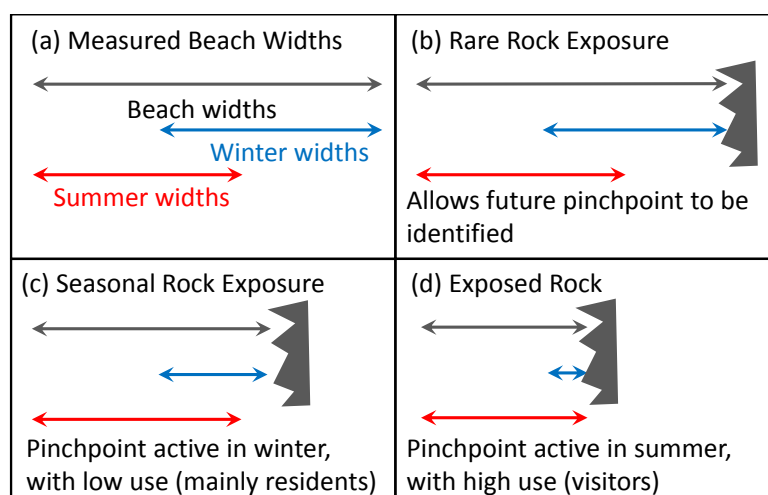 (a) Measured Beach Widths
Beach widths
Winter widths
Summer widths
(b) Rare Rock Exposure
Allows future pinchpoint to be
identified
(c) Seasonal Rock Exposure
Pinchpoint active in winter,
with low use (mainly residents)
(d) Exposed Rock
Pinchpoint active in summer,
with high use (visitors)